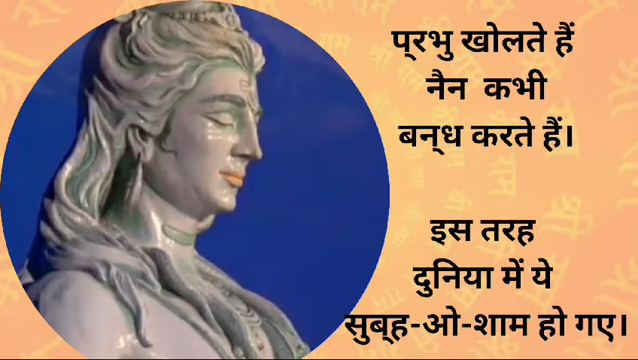 प्रभु खोलते हैं
नैन कभी
बन्ध करते हैं।
इस तरह
दुनिया में ये
सुब्ह-ओ-शाम हो गए।